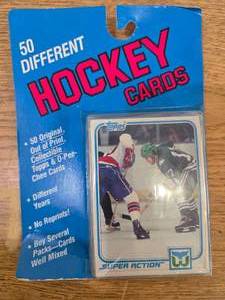 50
DIFFERENT
HOCKEY
CARDS
• 50 Original,
Out of Print,
Collectible
Topps & O-Pee-
Chee Cards
• Different
Years
• No Reprints!
• Buy Several
Packs—Cards
Well Mixed
topps
SUPER ACTION